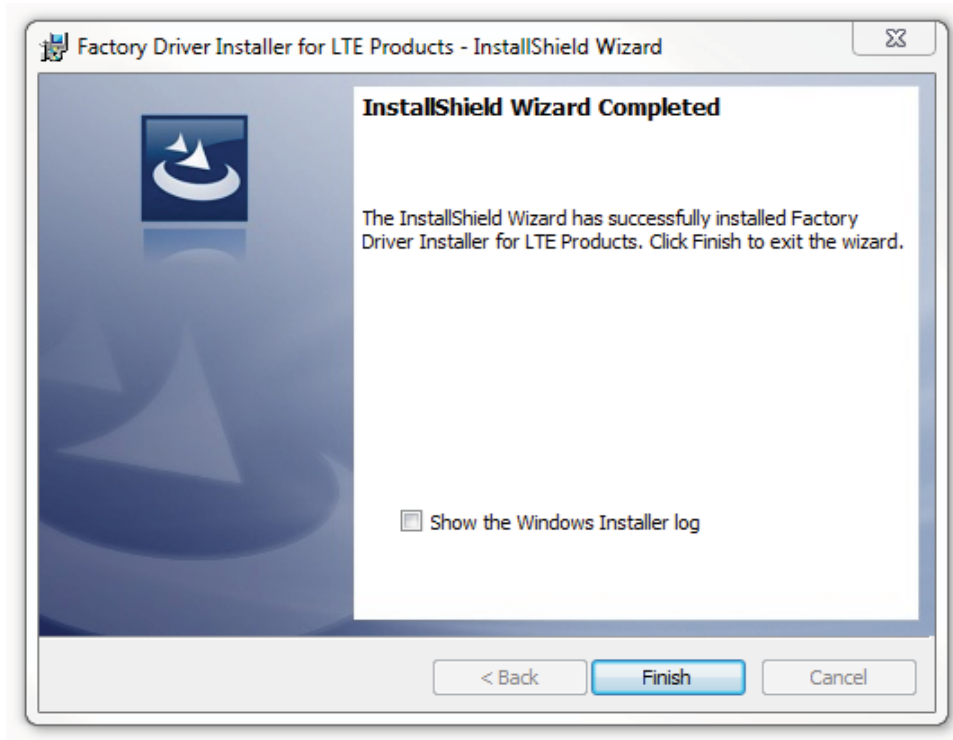 Factory Driver Installer for LTE Products - InstallShield Wizard
InstallShield Wizard Completed
The InstallShield Wizard has successfully installed Factory
Driver Installer for LTE Products. Click Finish to exit the wizard.
Show the Windows Installer log
< Back
Finish
Cancel